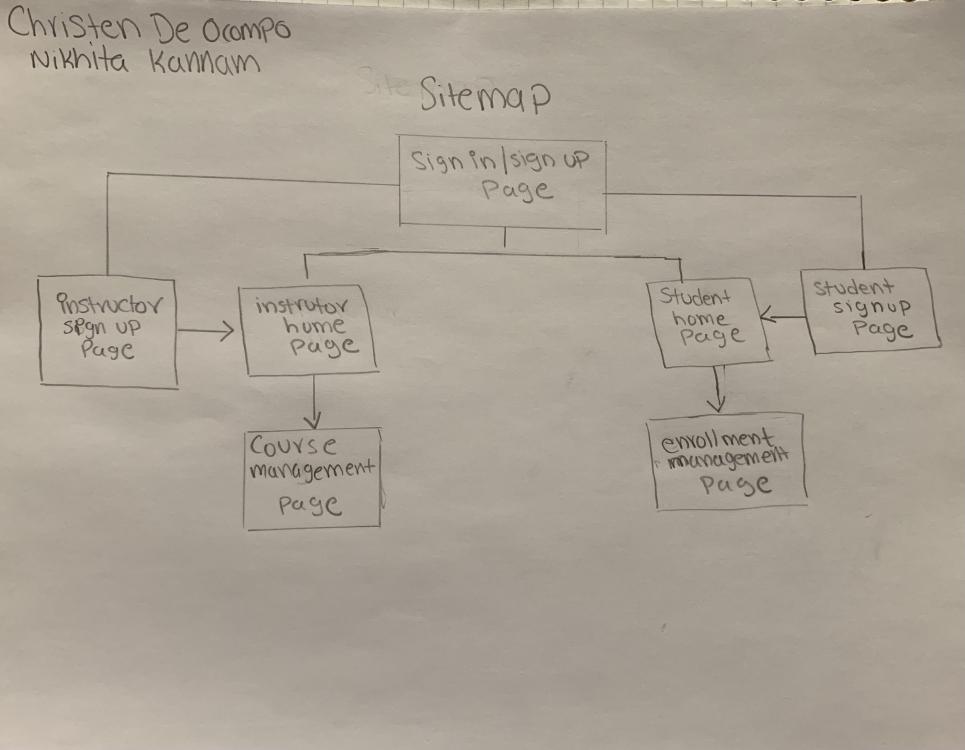 Christen De Ocampo
Nikhita Kannam
Sitemap
Sign in/sign up
Page
instructor
sign up
Page
instrutor
home
page
Student
home
Page
Student
signup
Page
Course
management
page
enrollment
management
page